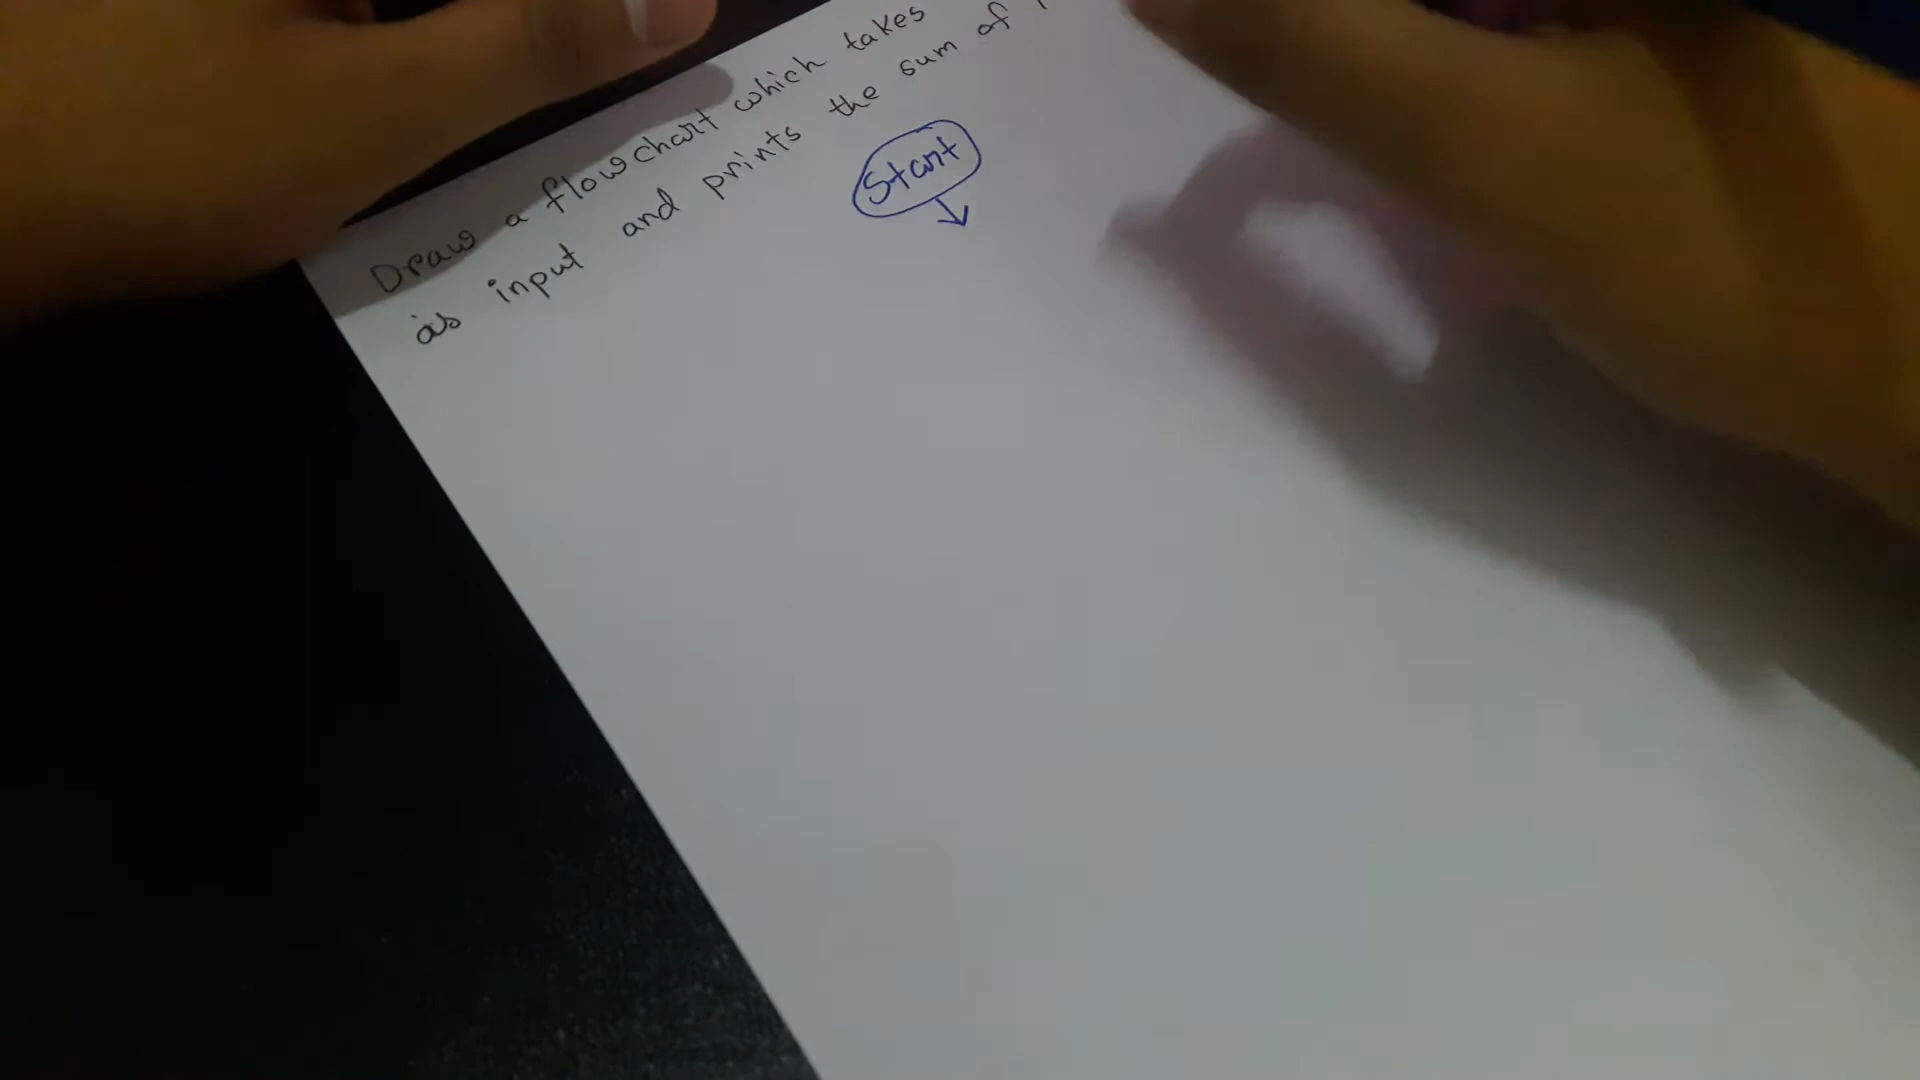 Draw a flowchart which takes
as input and prints the sum of
Start